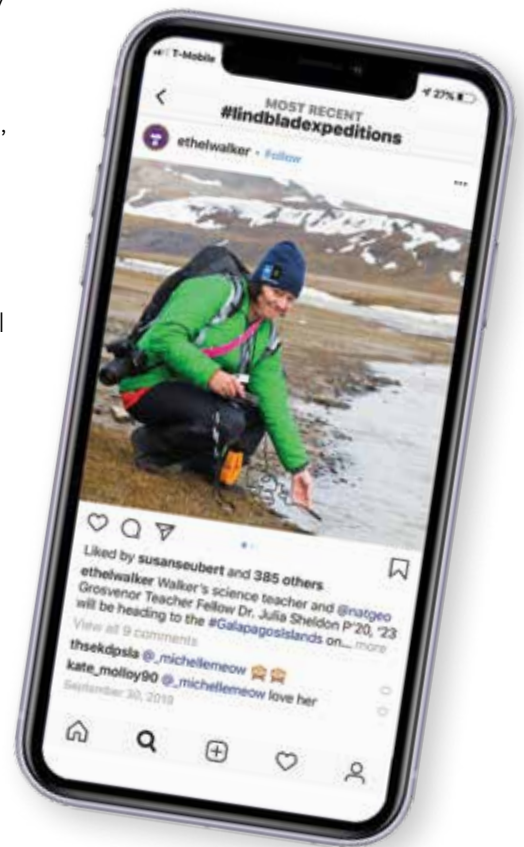 T-Mobile
27%
MOST RECENT
#lindbladexpeditions
ethelwalker • Follow
Liked by susanseubert and 385 others
ethelwalker Walker's science teacher and @natgeo
Grosvenor Teacher Fellow Dr. Julia Sheldon P'20, '23
will be heading to the #GalapagosIslands on... more
View all 9 comments
thsekdpsla @_michellemeow 🙈🙈
kate_molloy90 @_michellemeow love her
September 30, 2019